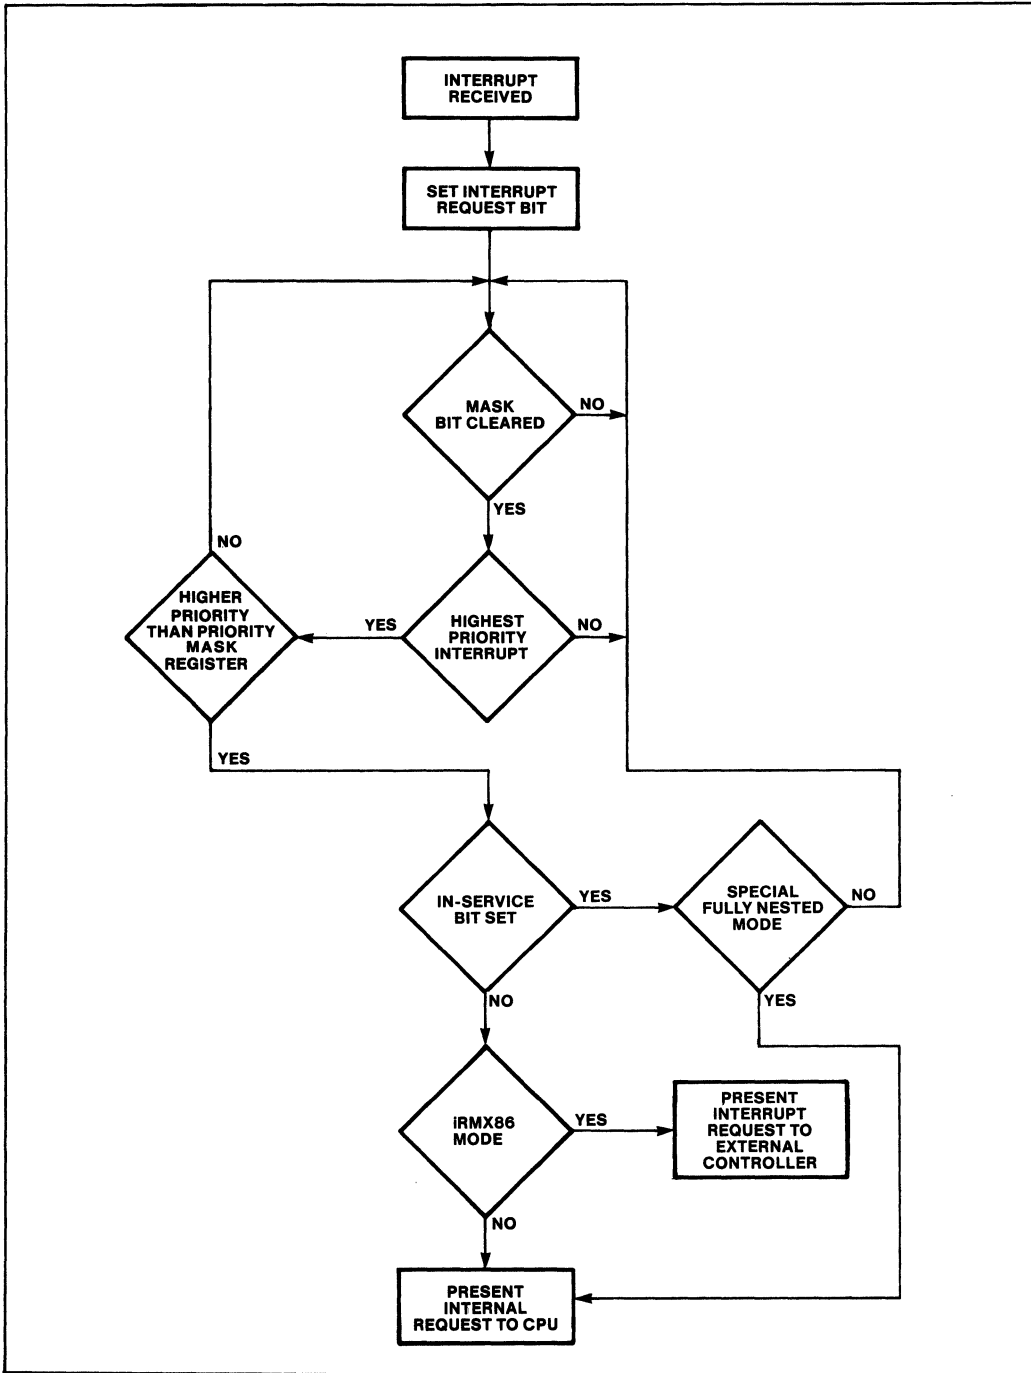 INTERRUPT
RECEIVED
SET INTERRUPT
REQUEST BIT
MASK
BIT CLEARED
NO
YES
NO
HIGHER
PRIORITY
THAN PRIORITY
MASK
REGISTER
YES
HIGHEST
PRIORITY
INTERRUPT
NO
YES
IN-SERVICE
BIT SET
YES
SPECIAL
FULLY NESTED
MODE
NO
NO
YES
iRMX86
MODE
YES
PRESENT
INTERRUPT
REQUEST TO
EXTERNAL
CONTROLLER
NO
PRESENT
INTERNAL
REQUEST TO CPU